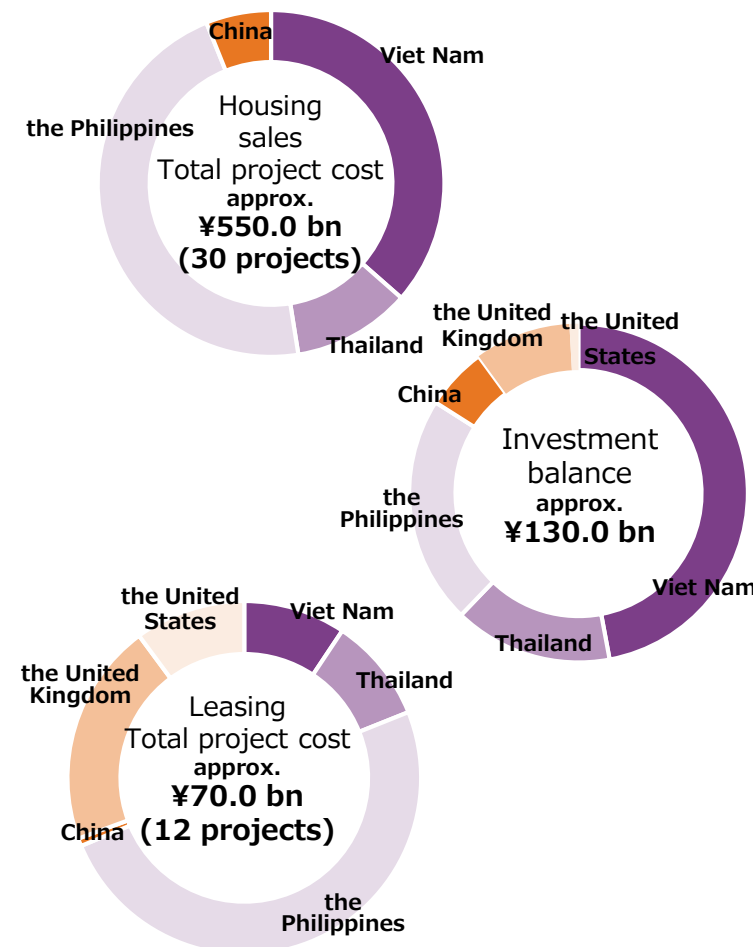 China
Viet Nam
the Philippines
Housing
sales
Total project cost
approx.
¥550.0 bn
(30 projects)
Thailand
the United
Kingdom
the United
States
China
Investment
balance
approx.
¥130.0 bn
the
Philippines
Viet Nam
Thailand
the United
States
Viet Nam
Thailand
the United
Kingdom
Leasing
Total project cost
approx.
¥70.0 bn
(12 projects)
China
the
Philippines